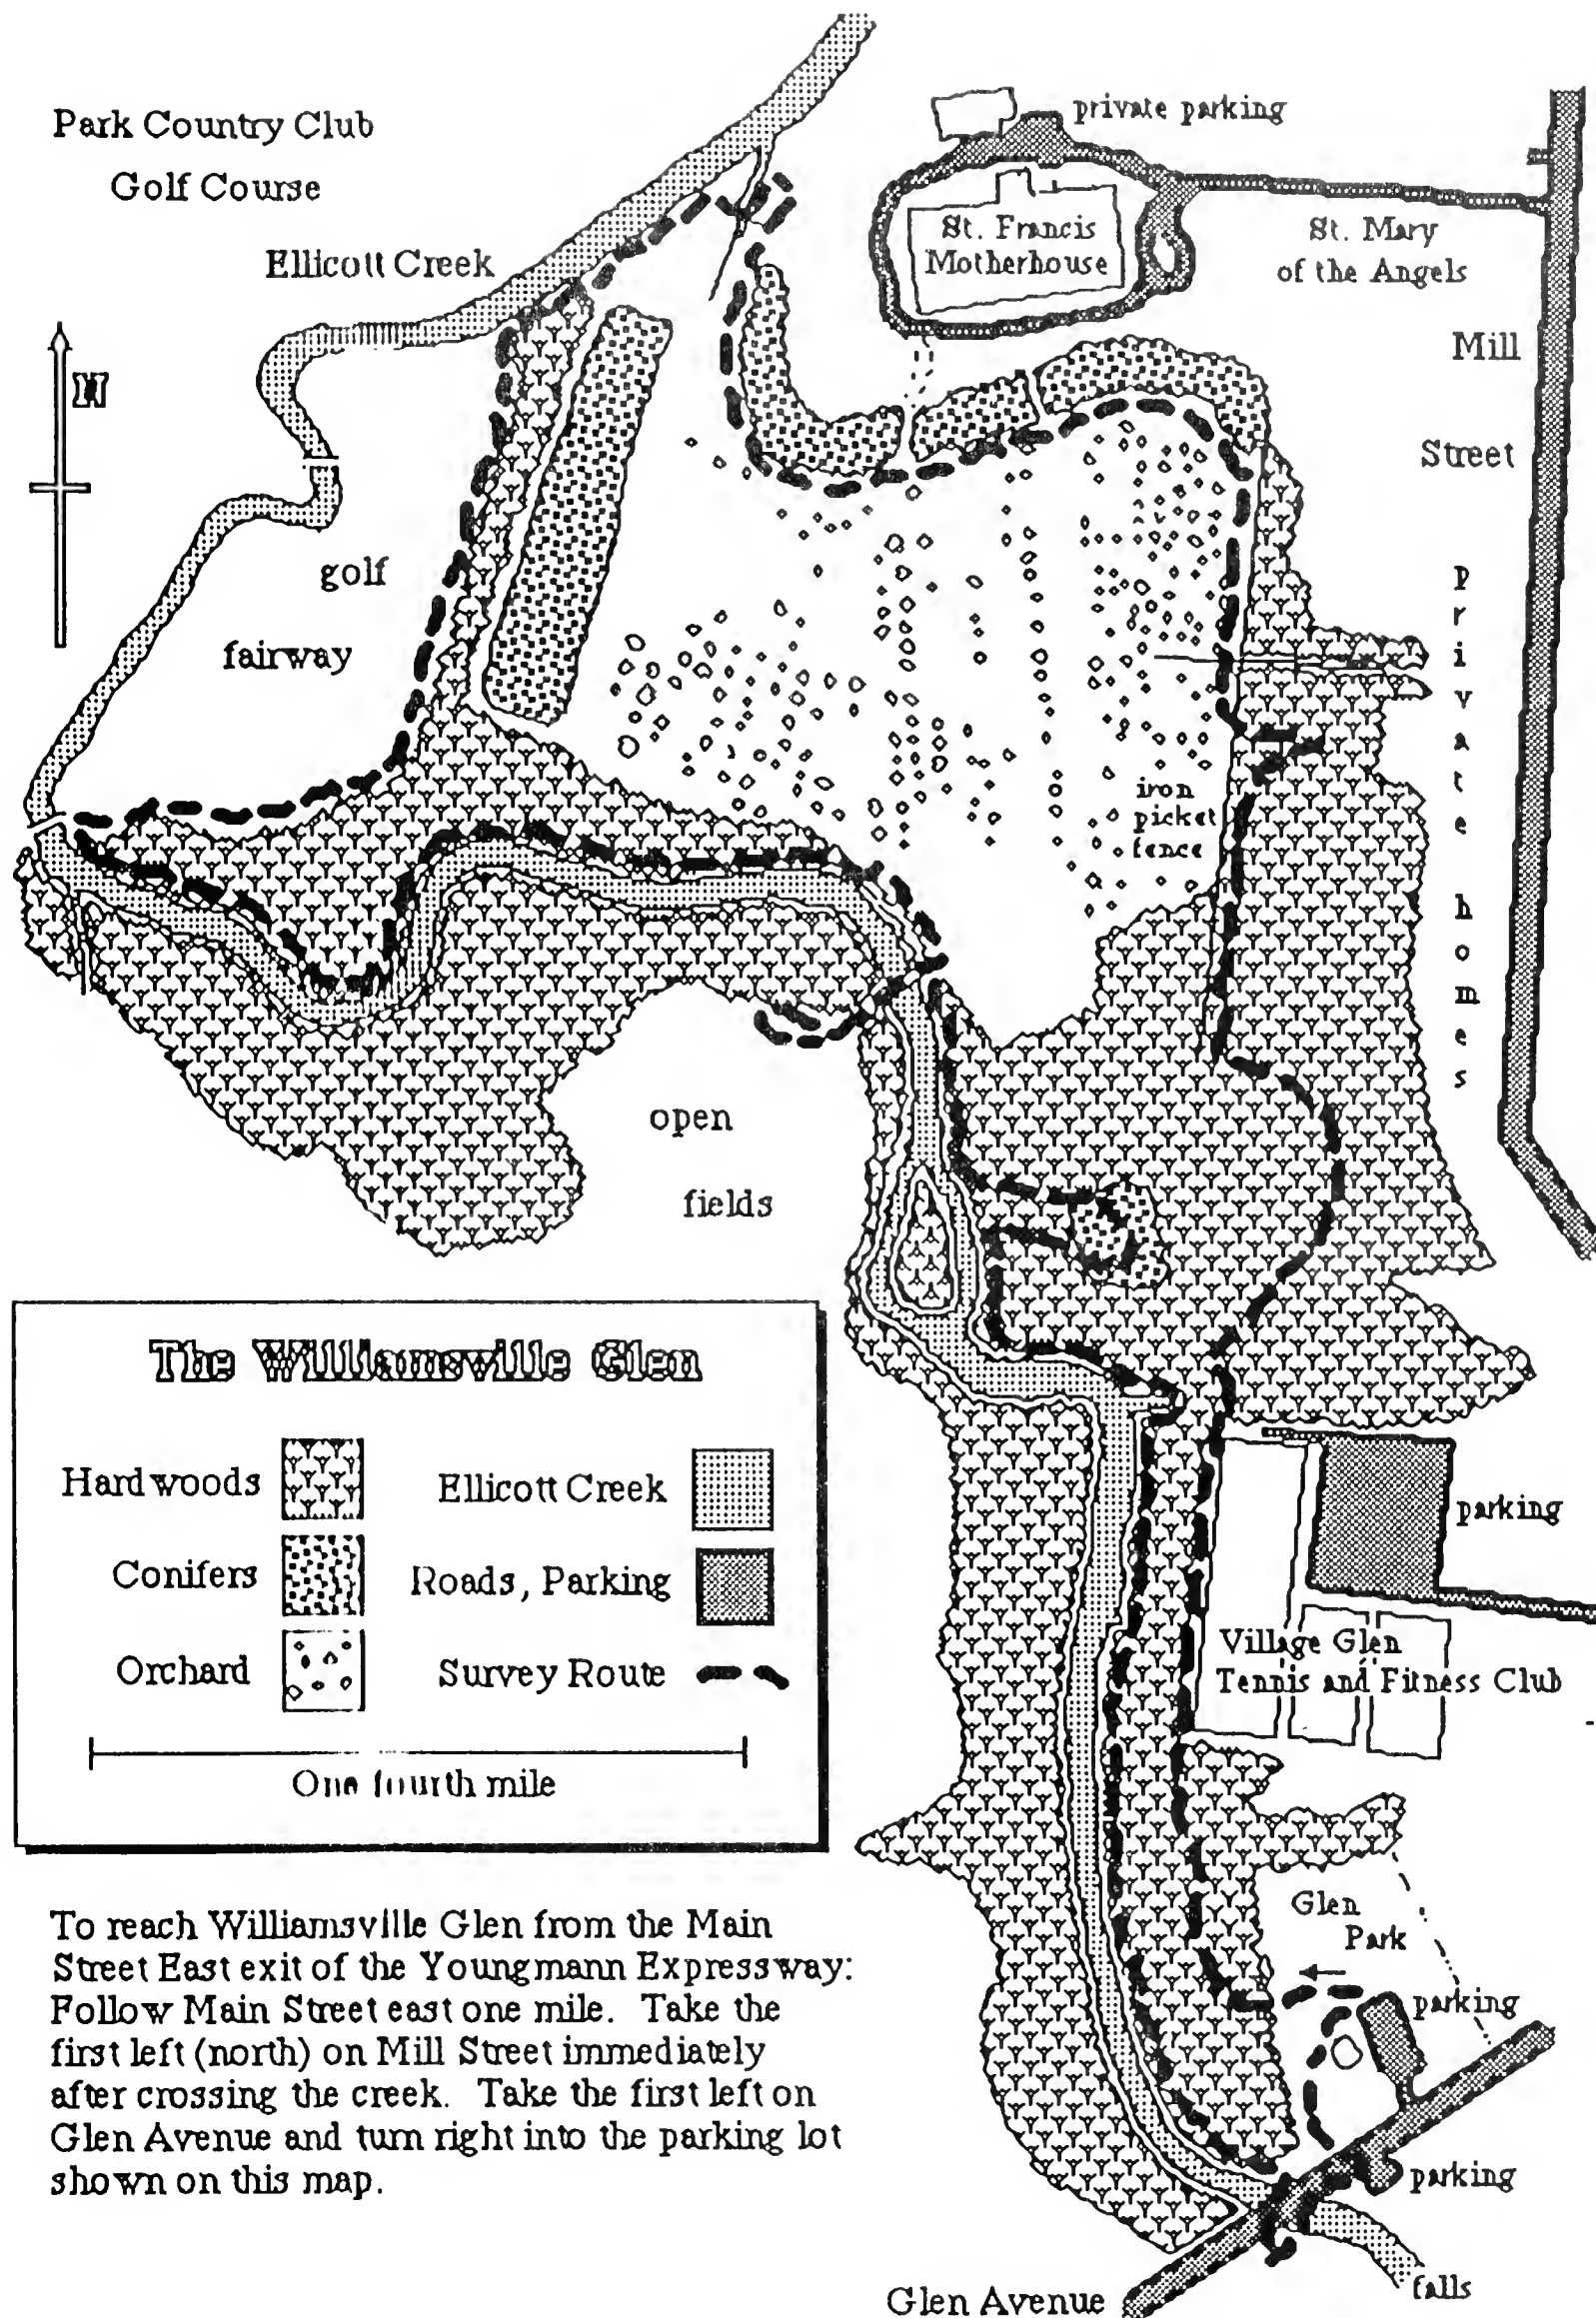 private parking
Park Country Club
Golf Course
St. Francis
Motherhouse
St. Mary
of the Angels
Ellicott Creek
N
Mill
Street
golf
fairway
private homes
iron
picket
fence
open
fields
The Williamsville Glen
Hardwoods
Ellicott Creek
Conifers
Roads, Parking
Orchard
Survey Route
One fourth mile
parking
Village Glen
Tennis and Fitness Club
Glen
Park
parking
To reach Williamsville Glen from the Main
Street East exit of the Youngmann Expressway:
Follow Main Street east one mile. Take the
first left (north) on Mill Street immediately
after crossing the creek. Take the first left on
Glen Avenue and turn right into the parking lot
shown on this map.
parking
falls
Glen Avenue